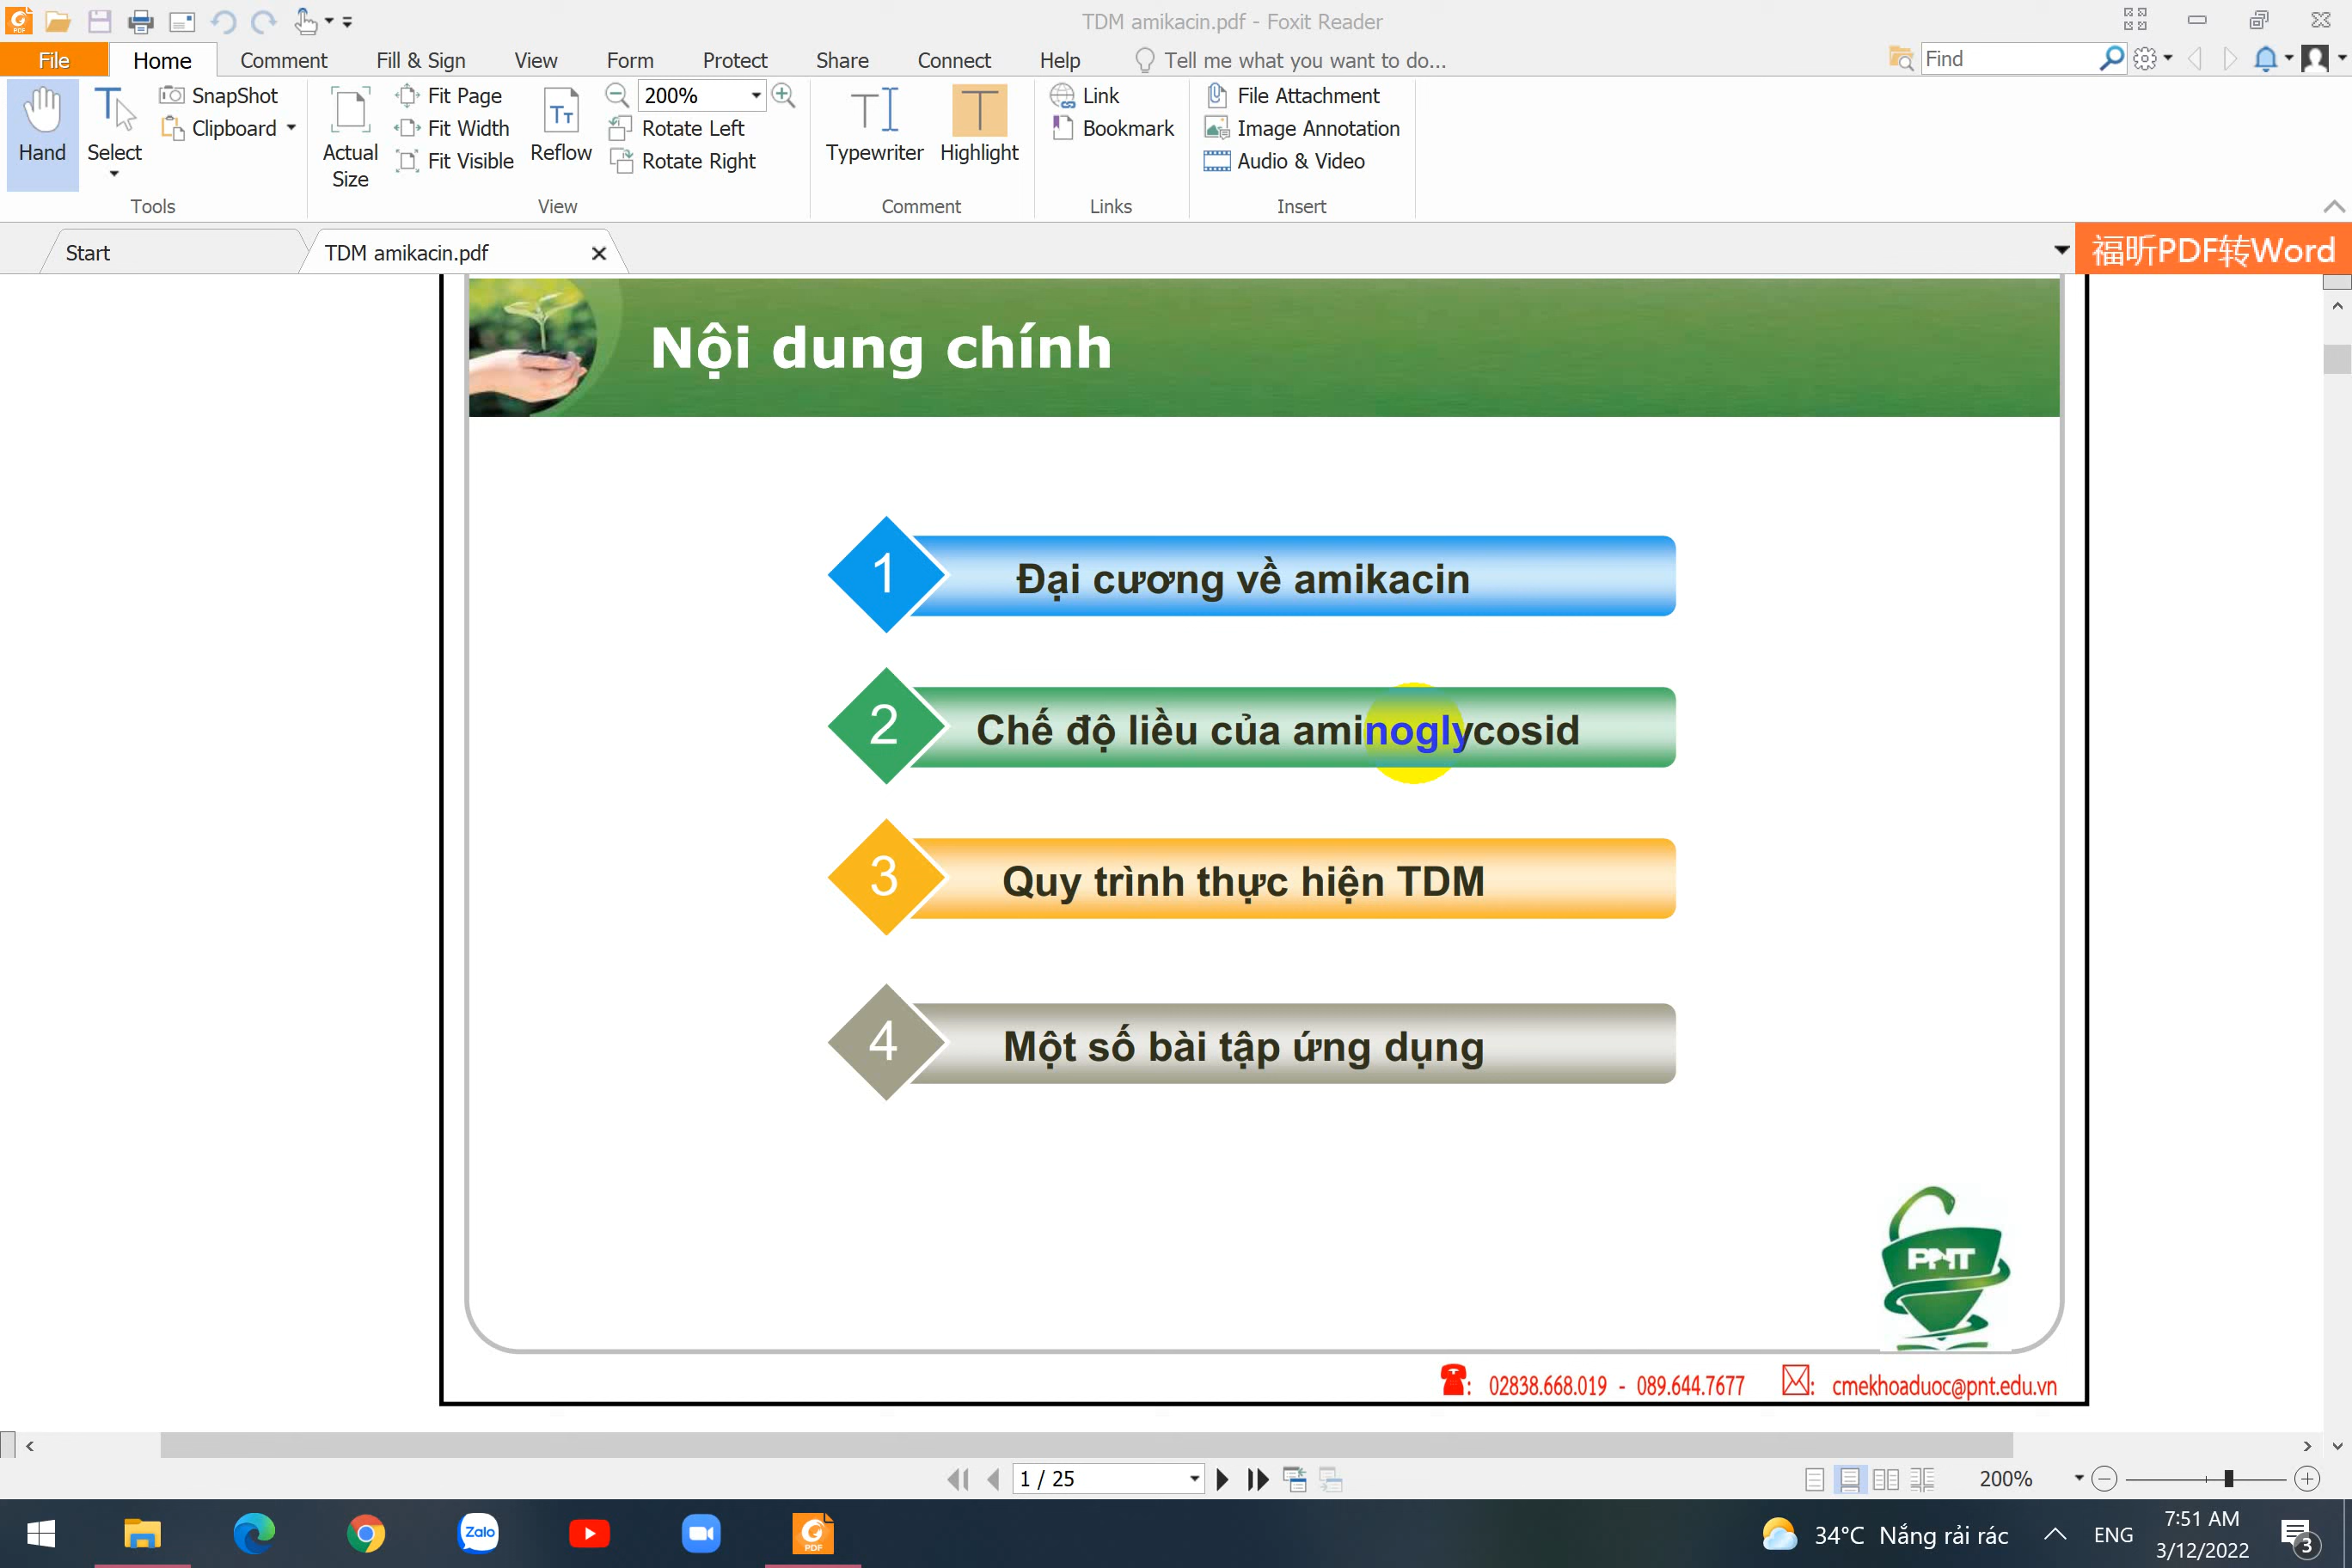 TDM amikacin.pdf - Foxit Reader
File Home Comment Fill & Sign View Form Protect Share Connect Help Tell me what you want to do... Find
Hand Select SnapShot Clipboard
Tools
Actual Size Fit Page Fit Width Fit Visible Reflow 200% Rotate Left Rotate Right
View
Typewriter Highlight
Comment
Link Bookmark
Links
File Attachment Image Annotation Audio & Video
Insert
Start TDM amikacin.pdf 福昕PDF转Word
Nội dung chính
1 Đại cương về amikacin
2 Chế độ liều của aminoglycosid
3 Quy trình thực hiện TDM
4 Một số bài tập ứng dụng
PNT
: 02838.668.019 - 089.644.7677 : cmekhoaduoc@pnt.edu.vn
1 / 25 200%
Zalo PDF 34°C Nắng rải rác ENG 7:51 AM
3/12/2022 3